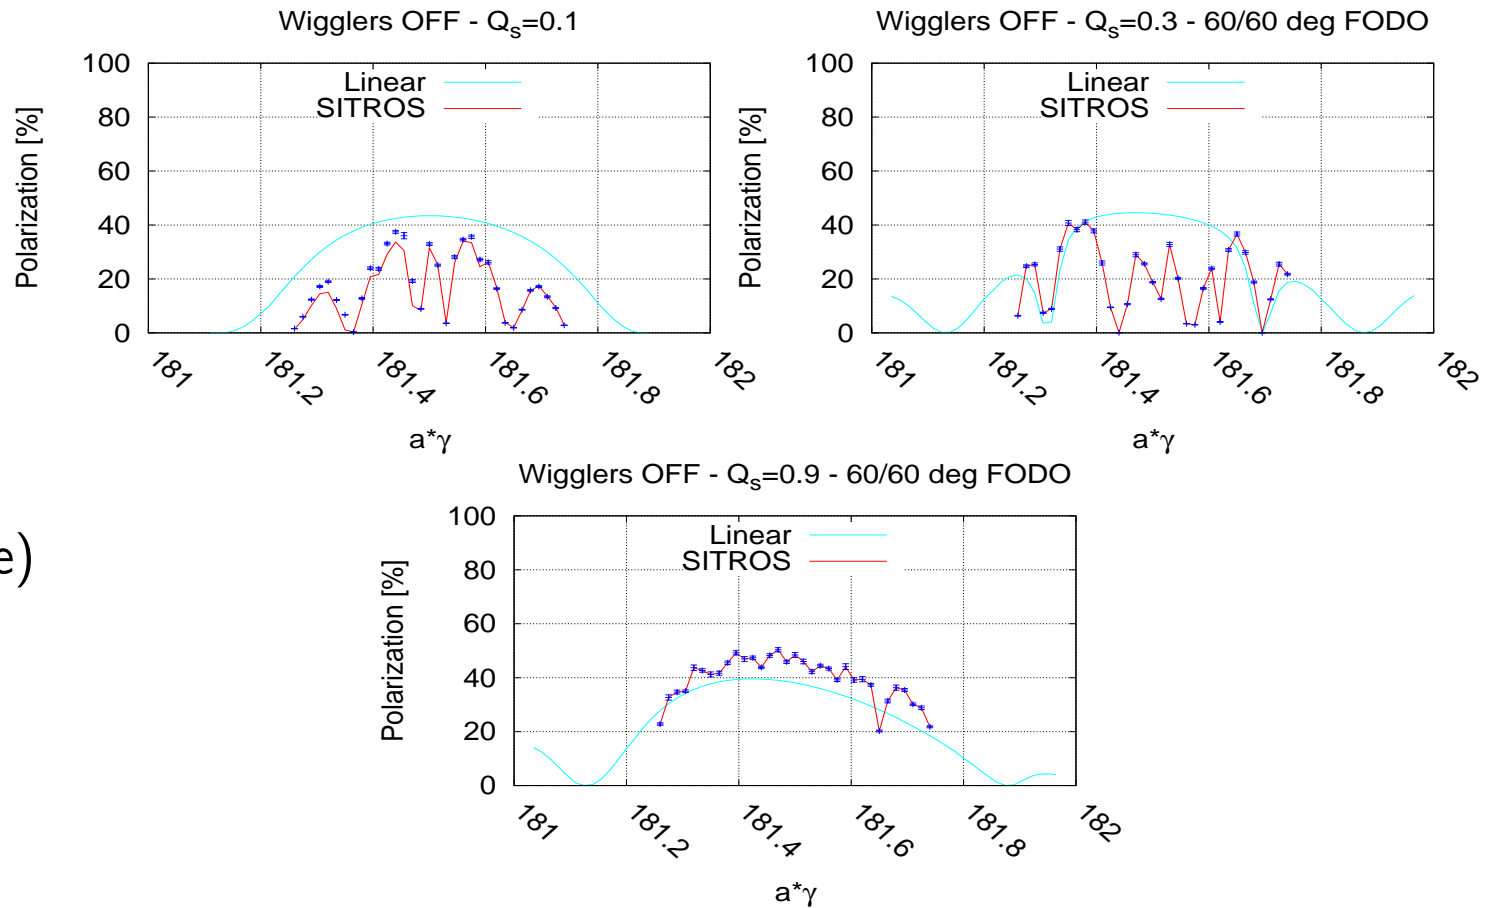 Wigglers OFF - Qs=0.1
Polarization [%]
100
80
60
40
20
0
Linear
SITROS
181
181.2
181.4
181.6
181.8
182
a*γ
Wigglers OFF - Qs=0.3 - 60/60 deg FODO
Polarization [%]
100
80
60
40
20
0
Linear
SITROS
181
181.2
181.4
181.6
181.8
182
a*γ
e)
Wigglers OFF - Qs=0.9 - 60/60 deg FODO
Polarization [%]
100
80
60
40
20
0
Linear
SITROS
181
181.2
181.4
181.6
181.8
182
a*γ